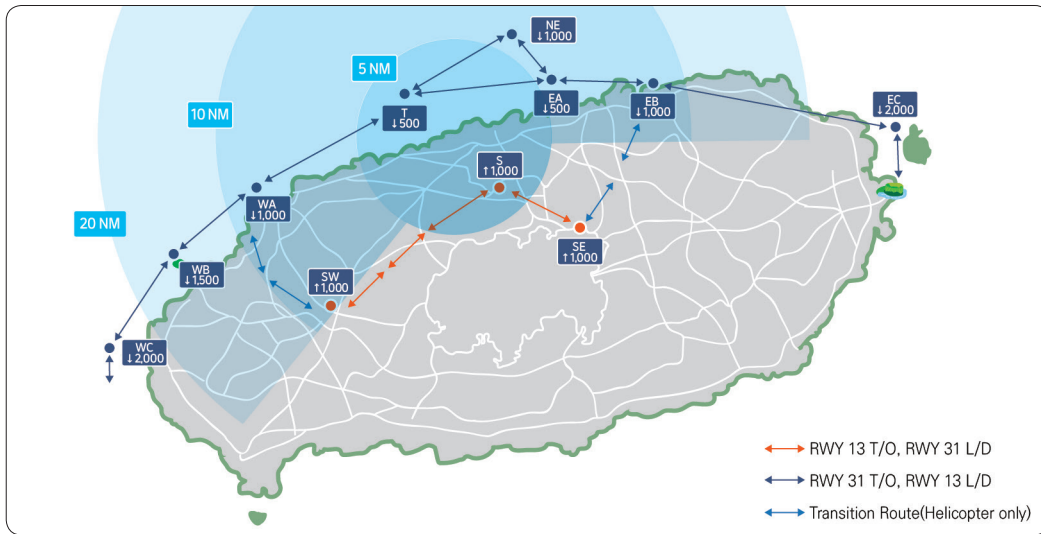 NE
↓1,000
5 NM
T
↓500
EA
↓500
EB
↓1,000
EC
↓2,000
10 NM
S
↑1,000
WA
↓1,000
20 NM
SE
↑1,000
WB
↓1,500
SW
↑1,000
WC
↓2,000
RWY 13 T/O, RWY 31 L/D
RWY 31 T/O, RWY 13 L/D
Transition Route(Helicopter only)